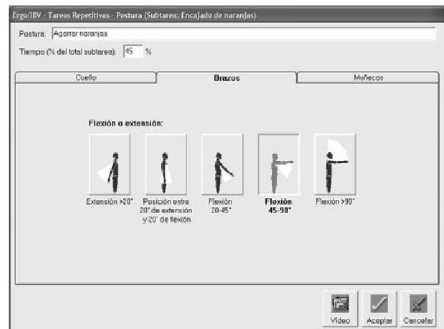 Ergo/IBV - Tareas Repetitivas - Postura (Subtarea: Encajado de naranjas)
Postura: Agarrar naranjas
Tiempo (% del total subtarea): 45 %
Cuello Brazos Muñecas
Flexión o extensión:
Extensión >20° Posición entre 20° de extensión y 20° de flexión Flexión 20-45° Flexión 45-90° Flexión >90°
Vídeo Aceptar Cancelar